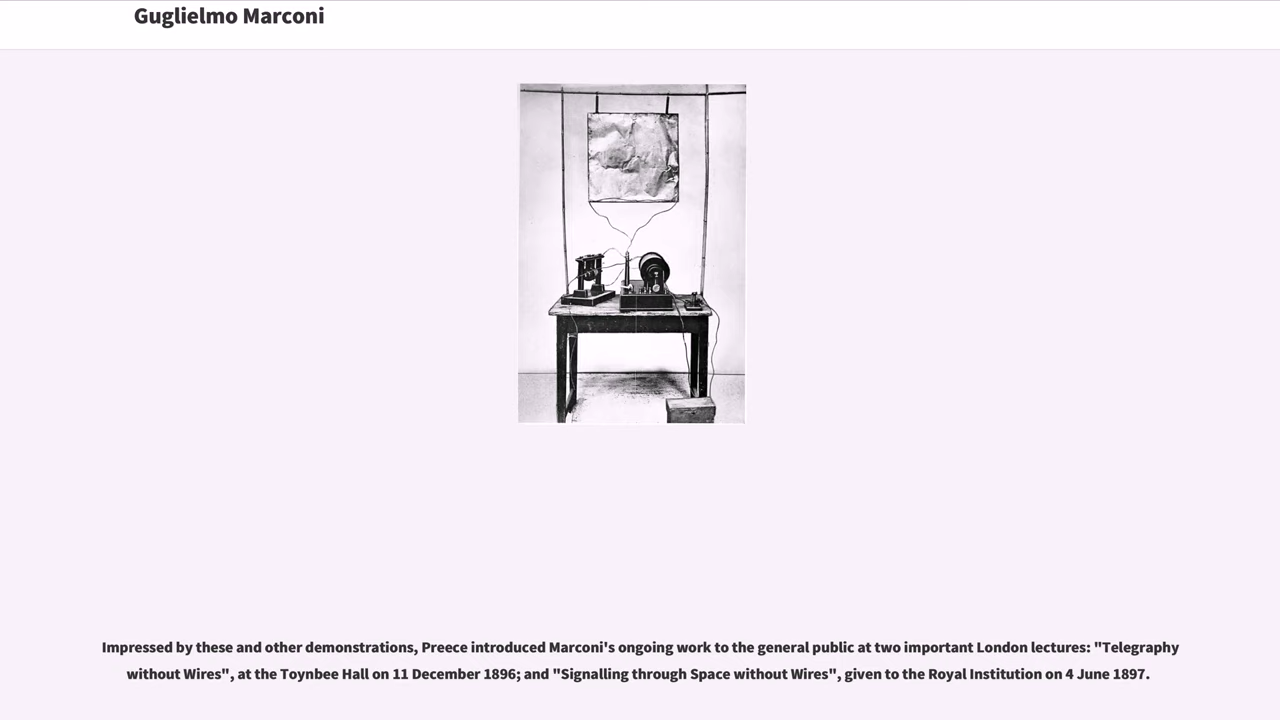 Guglielmo Marconi
Impressed by these and other demonstrations, Preece introduced Marconi's ongoing work to the general public at two important London lectures: "Telegraphy
without Wires", at the Toynbee Hall on 11 December 1896; and "Signalling through Space without Wires", given to the Royal Institution on 4 June 1897.